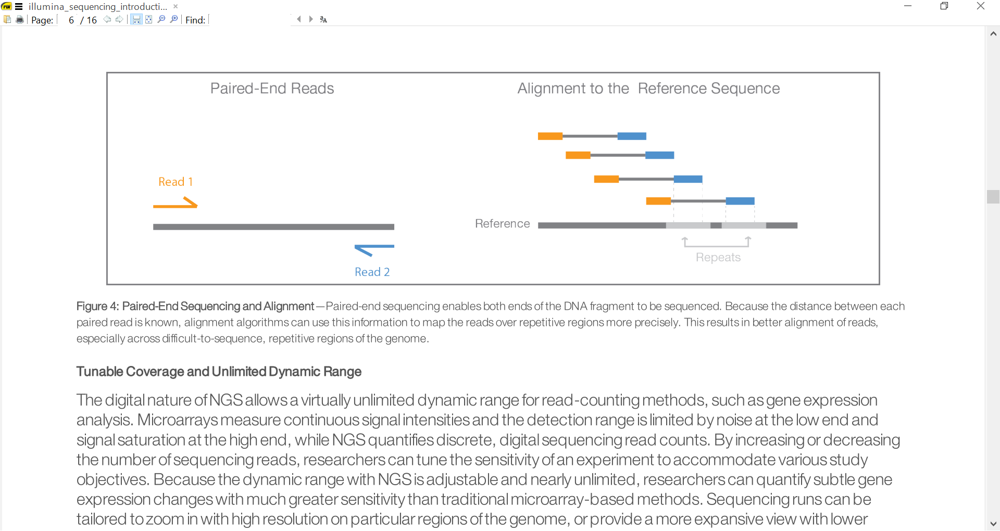 illumina_sequencing_introducti...
Page: 6 / 16 Find:
Paired-End Reads
Alignment to the Reference Sequence
Read 1
Read 2
Reference
Repeats
Figure 4: Paired-End Sequencing and Alignment—Paired-end sequencing enables both ends of the DNA fragment to be sequenced. Because the distance between each
paired read is known, alignment algorithms can use this information to map the reads over repetitive regions more precisely. This results in better alignment of reads,
especially across difficult-to-sequence, repetitive regions of the genome.
Tunable Coverage and Unlimited Dynamic Range
The digital nature of NGS allows a virtually unlimited dynamic range for read-counting methods, such as gene expression
analysis. Microarrays measure continuous signal intensities and the detection range is limited by noise at the low end and
signal saturation at the high end, while NGS quantifies discrete, digital sequencing read counts. By increasing or decreasing
the number of sequencing reads, researchers can tune the sensitivity of an experiment to accommodate various study
objectives. Because the dynamic range with NGS is adjustable and nearly unlimited, researchers can quantify subtle gene
expression changes with much greater sensitivity than traditional microarray-based methods. Sequencing runs can be
tailored to zoom in with high resolution on particular regions of the genome, or provide a more expansive view with lower